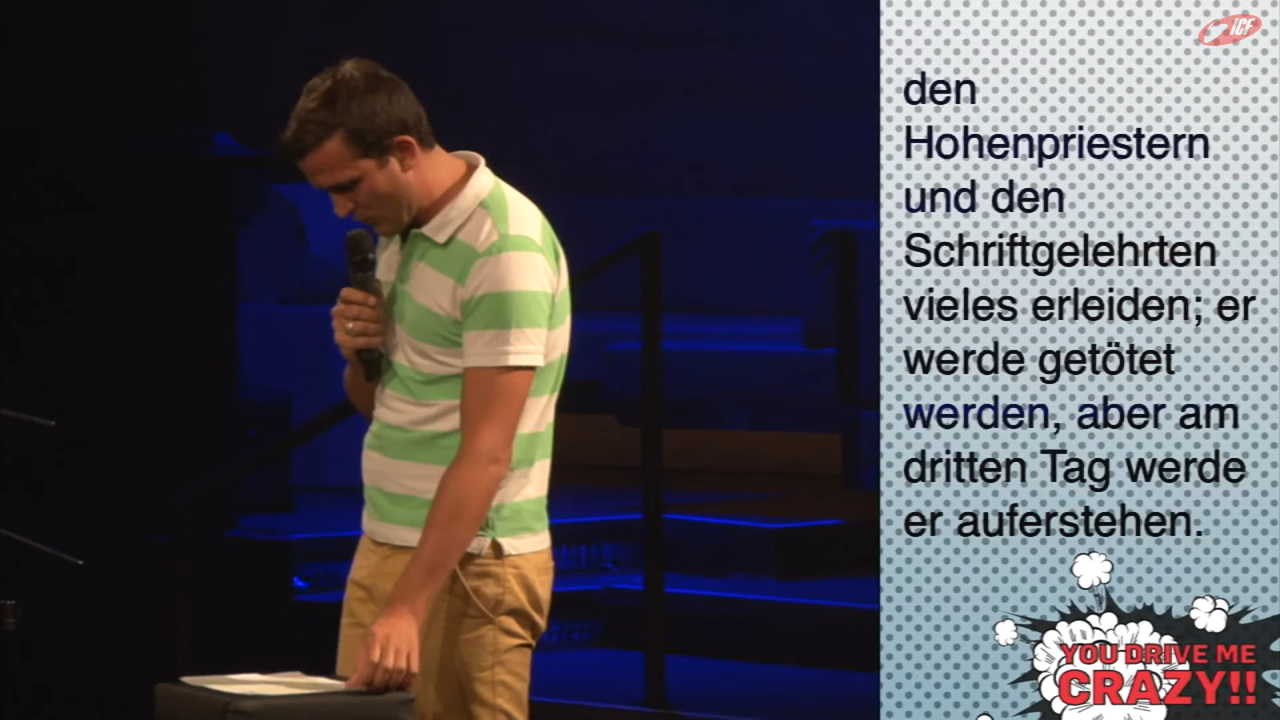 ICF
den
Hohenpriestern
und den
Schriftgelehrten
vieles erleiden; er
werde getötet
werden, aber am
dritten Tag werde
er auferstehen.
YOU DRIVE ME
CRAZY!!